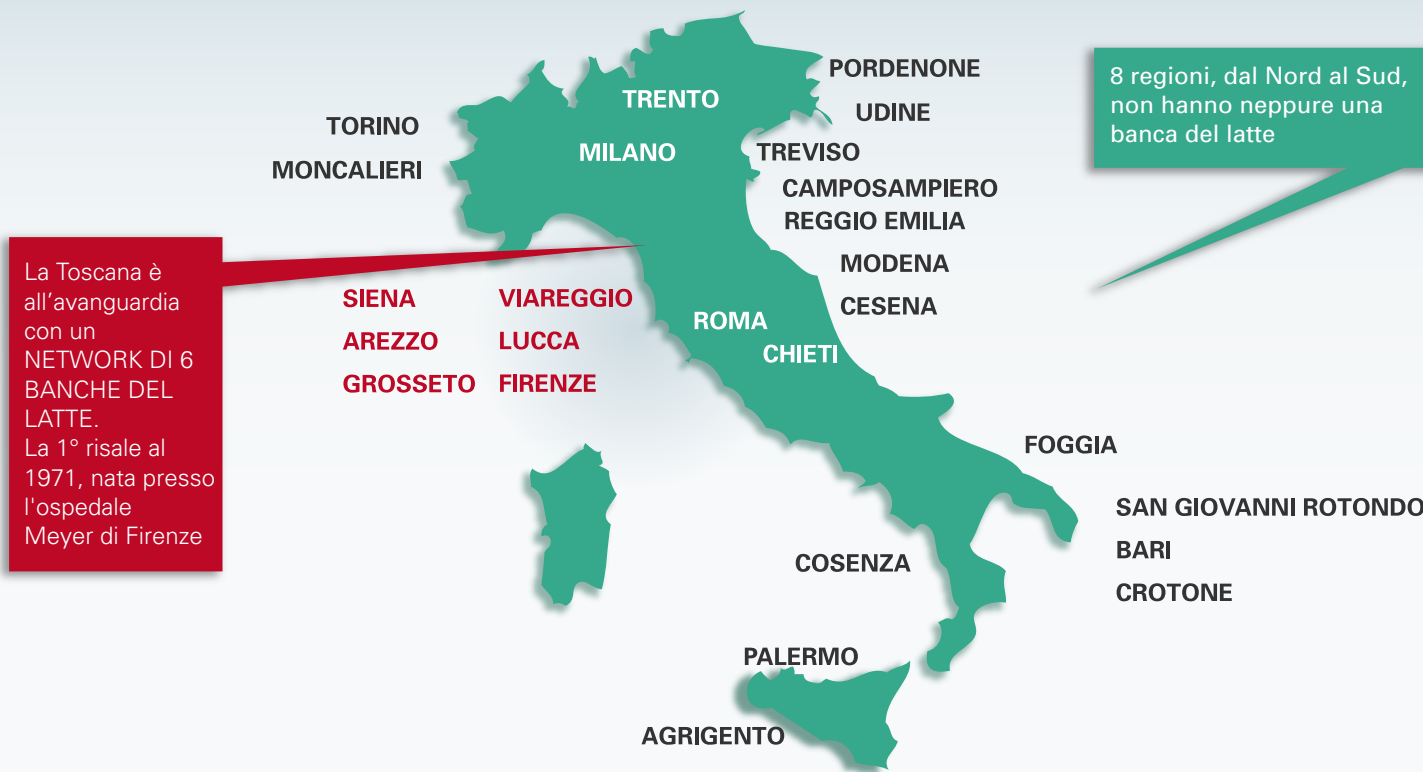 PORDENONE
8 regioni, dal Nord al Sud,
non hanno neppure una
banca del latte
TRENTO
UDINE
TORINO
MILANO
TREVISO
MONCALIERI
CAMPOSAMPIERO
REGGIO EMILIA
MODENA
CESENA
La Toscana è
all'avanguardia
con un
NETWORK DI 6
BANCHE DEL
LATTE.
La 1° risale al
1971, nata presso
l'ospedale
Meyer di Firenze
SIENA
VIAREGGIO
AREZZO
LUCCA
GROSSETO
FIRENZE
ROMA
CHIETI
FOGGIA
SAN GIOVANNI ROTONDO
BARI
CROTONE
COSENZA
PALERMO
AGRIGENTO